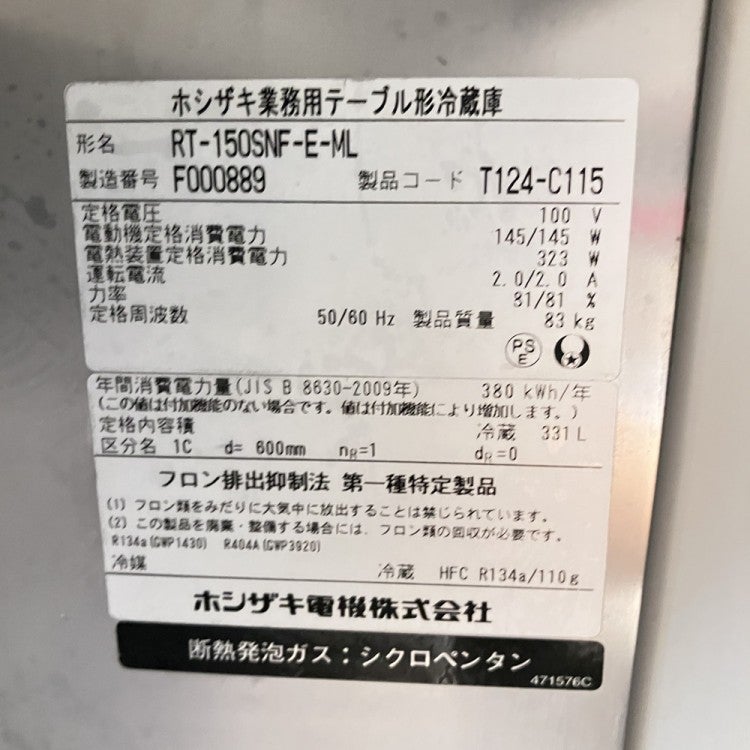 ホシザキ業務用テーブル形冷蔵庫
形名 RT-150SNF-E-ML
製造番号 F000889 製品コード T124-C115
定格電圧 100 V
電動機定格消費電力 145/145 W
電熱装置定格消費電力 323 W
運転電流 2.0/2.0 A
力率 81/81 %
定格周波数 50/60 Hz 製品質量 83 kg
PS E
年間消費電力量(JIS B 8630-2009年) 380 kWh/年
(この値は付加機能のない場合です。値は付加機能により増加します。)
定格内容積 冷蔵 331 L
区分名 1C d= 600mm nR=1 dR=0
フロン排出抑制法 第一種特定製品
(1) フロン類をみだりに大気中に放出することは禁じられています。
(2) この製品を廃棄・整備する場合には、フロン類の回収が必要です。
R134a(GWP1430) R404A(GWP3920)
冷媒 冷蔵 HFC R134a/110g
ホシザキ電機株式会社
断熱発泡ガス：シクロペンタン
471576C